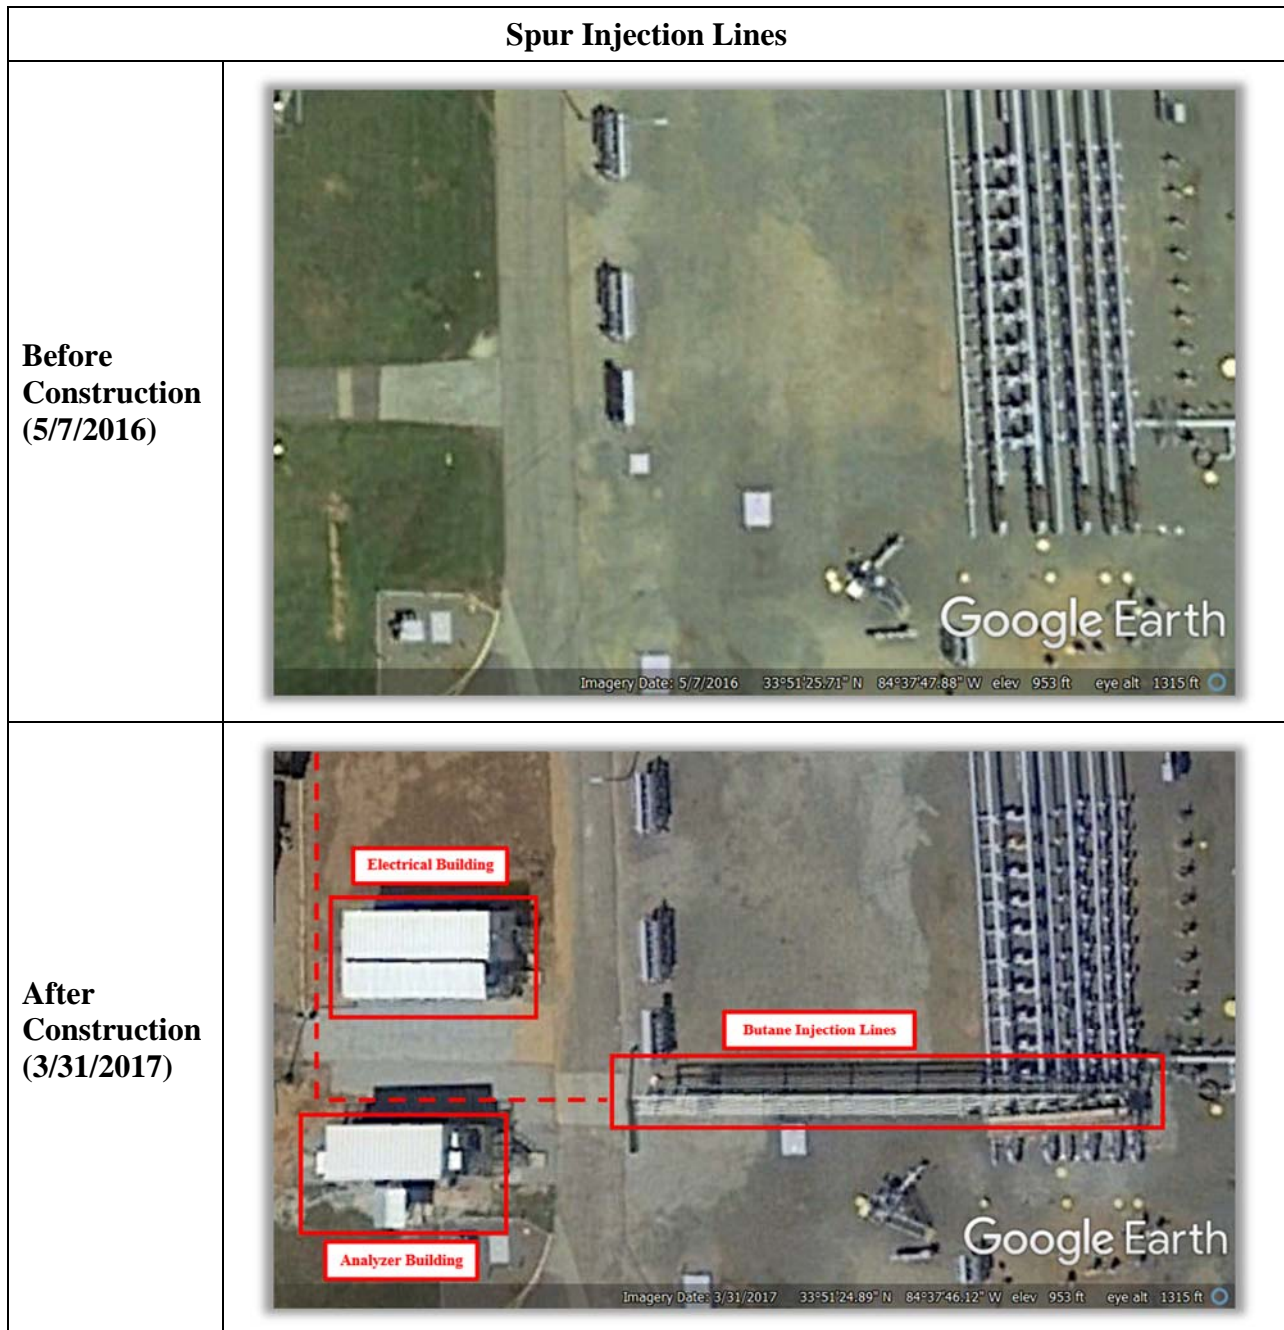 Spur Injection Lines
Before
Construction
(5/7/2016)
Google Earth
Imagery Date: 5/7/2016 33°51'25.71" N 84°37'47.88" W elev 953 ft eye alt 1315 ft
After
Construction
(3/31/2017)
Electrical Building
Butane Injection Lines
Analyzer Building
Google Earth
Imagery Date: 3/31/2017 33°51'24.89" N 84°37'46.12" W elev 953 ft eye alt 1315 ft